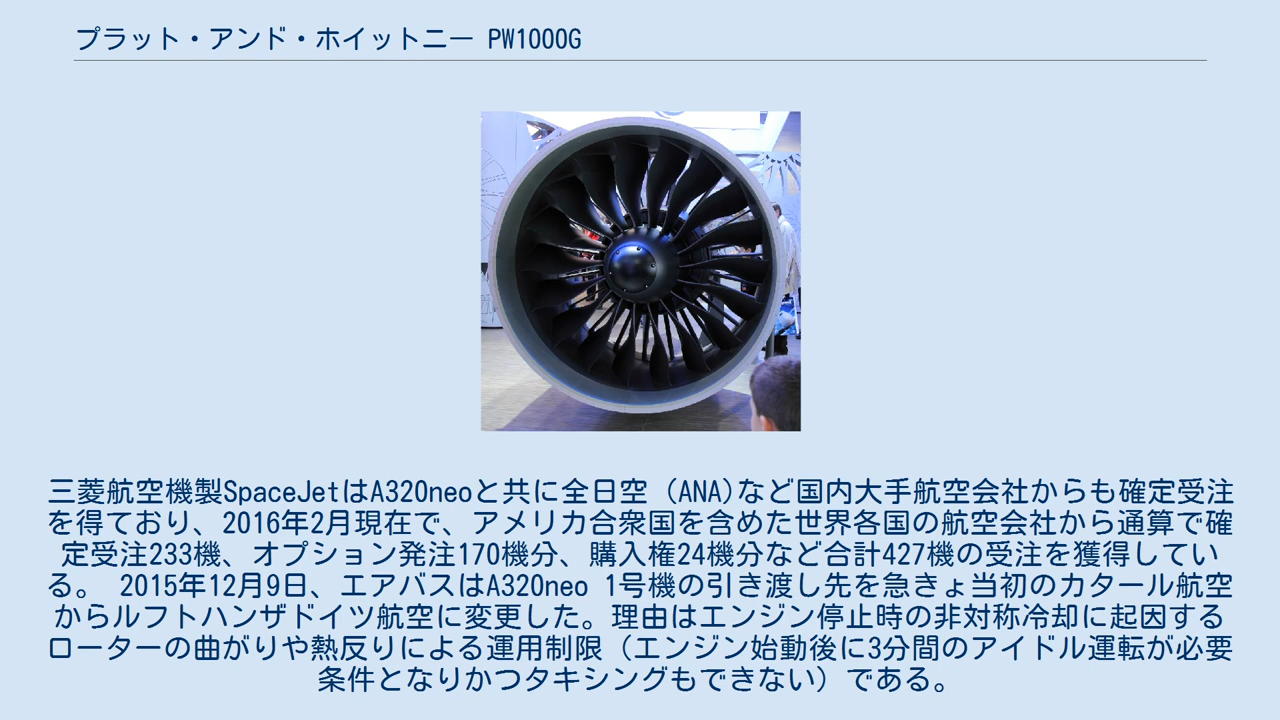 プラット・アンド・ホイットニー PW1000G
三菱航空機製SpaceJetはA320neoと共に全日空（ANA)など国内大手航空会社からも確定受注
を得ており、2016年2月現在で、アメリカ合衆国を含めた世界各国の航空会社から通算で確
定受注233機、オプション発注170機分、購入権24機分など合計427機の受注を獲得してい
る。 2015年12月9日、エアバスはA320neo 1号機の引き渡し先を急きょ当初のカタール航空
からルフトハンザドイツ航空に変更した。理由はエンジン停止時の非対称冷却に起因する
ローターの曲がりや熱反りによる運用制限（エンジン始動後に3分間のアイドル運転が必要
条件となりかつタキシングもできない）である。